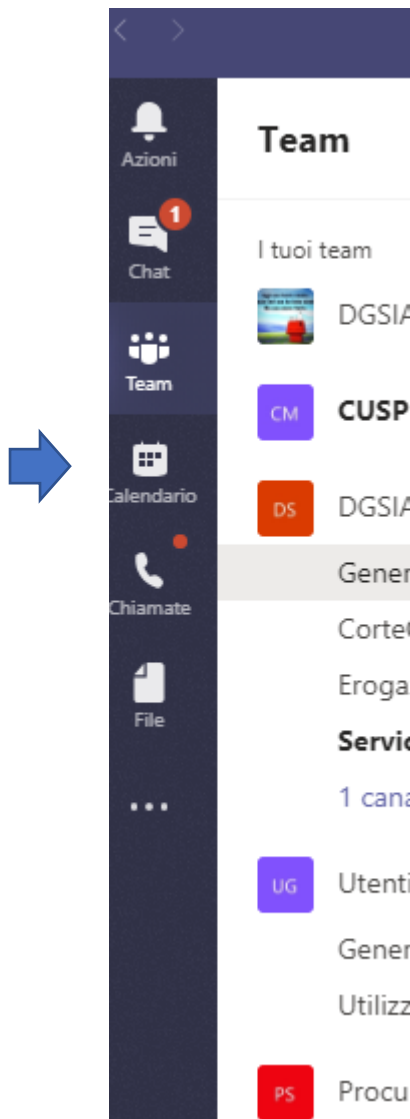 Azioni
1
Chat
Team
Calendario
Chiamate
File
Team
I tuoi team
DGSIA
CM
CUSP
DS
DGSIA
Gener
Corte
Eroga
Servic
1 cana
UG
Utenti
Gener
Utilizz
PS
Procu